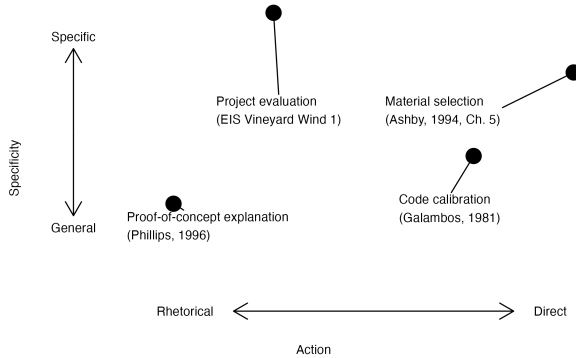 Specific
Project evaluation
(EIS Vineyard Wind 1)
Material selection
(Ashby, 1994, Ch. 5)
Specificity
Code calibration
(Galambos, 1981)
Proof-of-concept explanation
(Phillips, 1996)
General
Rhetorical
Direct
Action